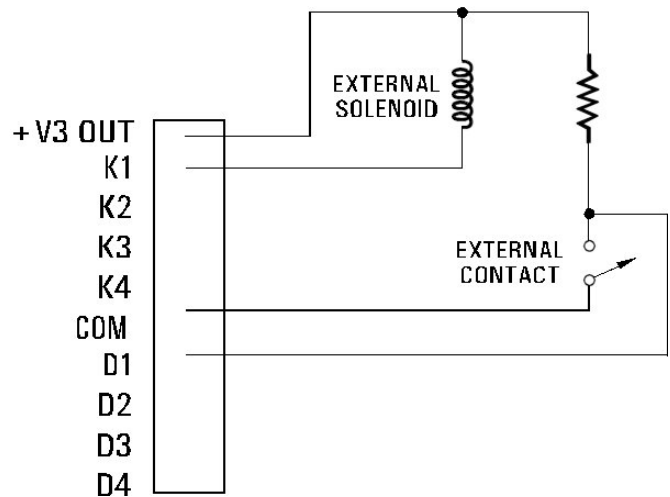 EXTERNAL
SOLENOID
+V3 OUT
K1
K2
K3
K4
EXTERNAL
CONTACT
COM
D1
D2
D3
D4